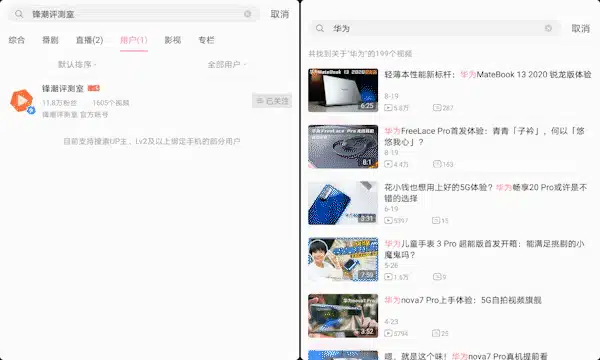 锋潮评测室
取消
综合
番剧
直播(2)
用户(1)
影视
专栏
默认排序
全部用户
锋潮评测室
11.8万粉丝 1605个视频
锋潮评测室 官方账号
已关注
目前支持搜索UP主、Lv2及以上绑定手机的部分用户
华为
取消
共找到关于"华为"的199个视频
轻薄本性能新标杆：华为MateBook 13 2020 锐龙版体验
8-19
5.6万
287
6:25
华为FreeLace Pro首发体验：青青「子衿」，何以「悠
悠我心」？
8-19
4.4万
153
8:1
花小钱也想用上好的5G体验？华为畅享20 Pro或许是不
错的选择
6-19
5397
15
3:31
华为儿童手表 3 Pro 超能版首发开箱：能满足挑剔的小
魔鬼吗？
5-26
1.6万
9
7:59
华为nova7 Pro上手体验：5G自拍视频旗舰
4-23
5794
25
3:52
嗯，就是这个味！华为nova7 Pro真机提前看